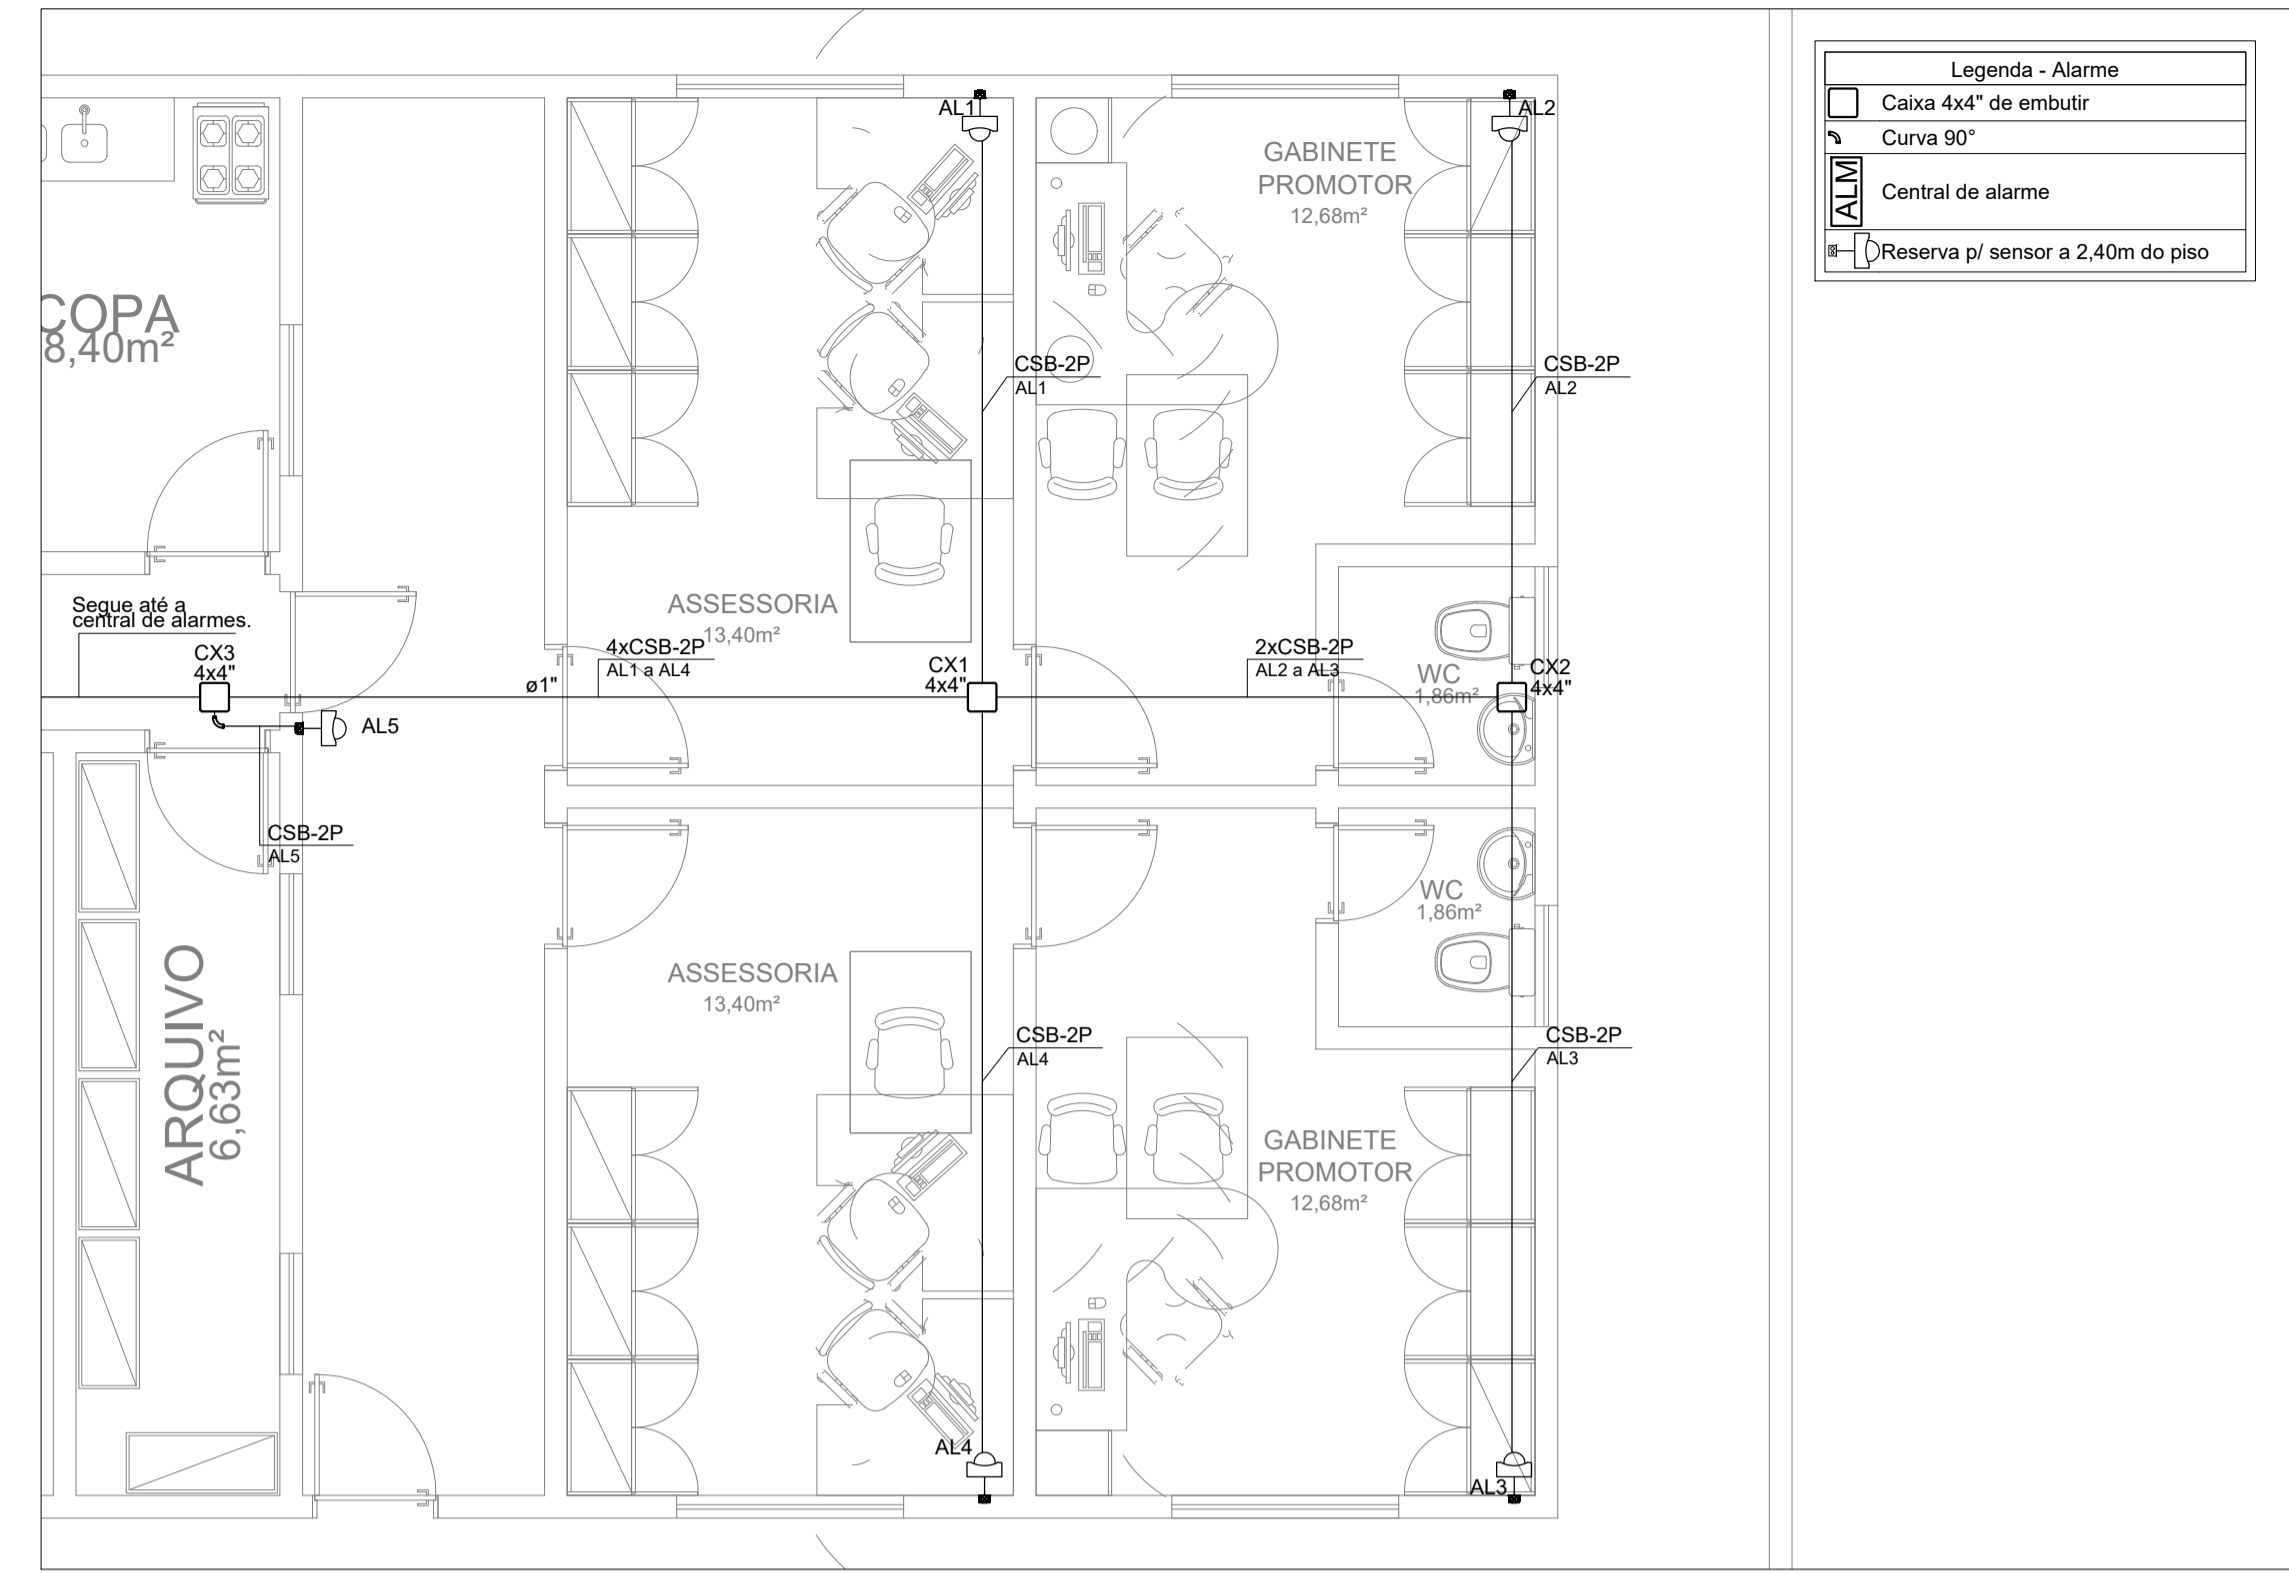 Legenda - Alarme
Caixa 4x4" de embutir
Curva 90°
ALM
Central de alarme
Reserva p/ sensor a 2,40m do piso
AL1
AL2
GABINETE
PROMOTOR
12,68m²
COPA
8,40m²
CSB-2P
AL1
CSB-2P
AL2
Segue até a
central de alarmes.
ASSESSORIA
13,40m²
CX3
4x4"
4xCSB-2P
AL1 a AL4
ø1"
CX1
4x4"
2xCSB-2P
AL2 a AL3
WC
1,86m²
CX2
4x4"
AL5
CSB-2P
AL5
WC
1,86m²
ARQUIVO
6,63m²
ASSESSORIA
13,40m²
CSB-2P
AL4
CSB-2P
AL3
GABINETE
PROMOTOR
12,68m²
AL4
AL3